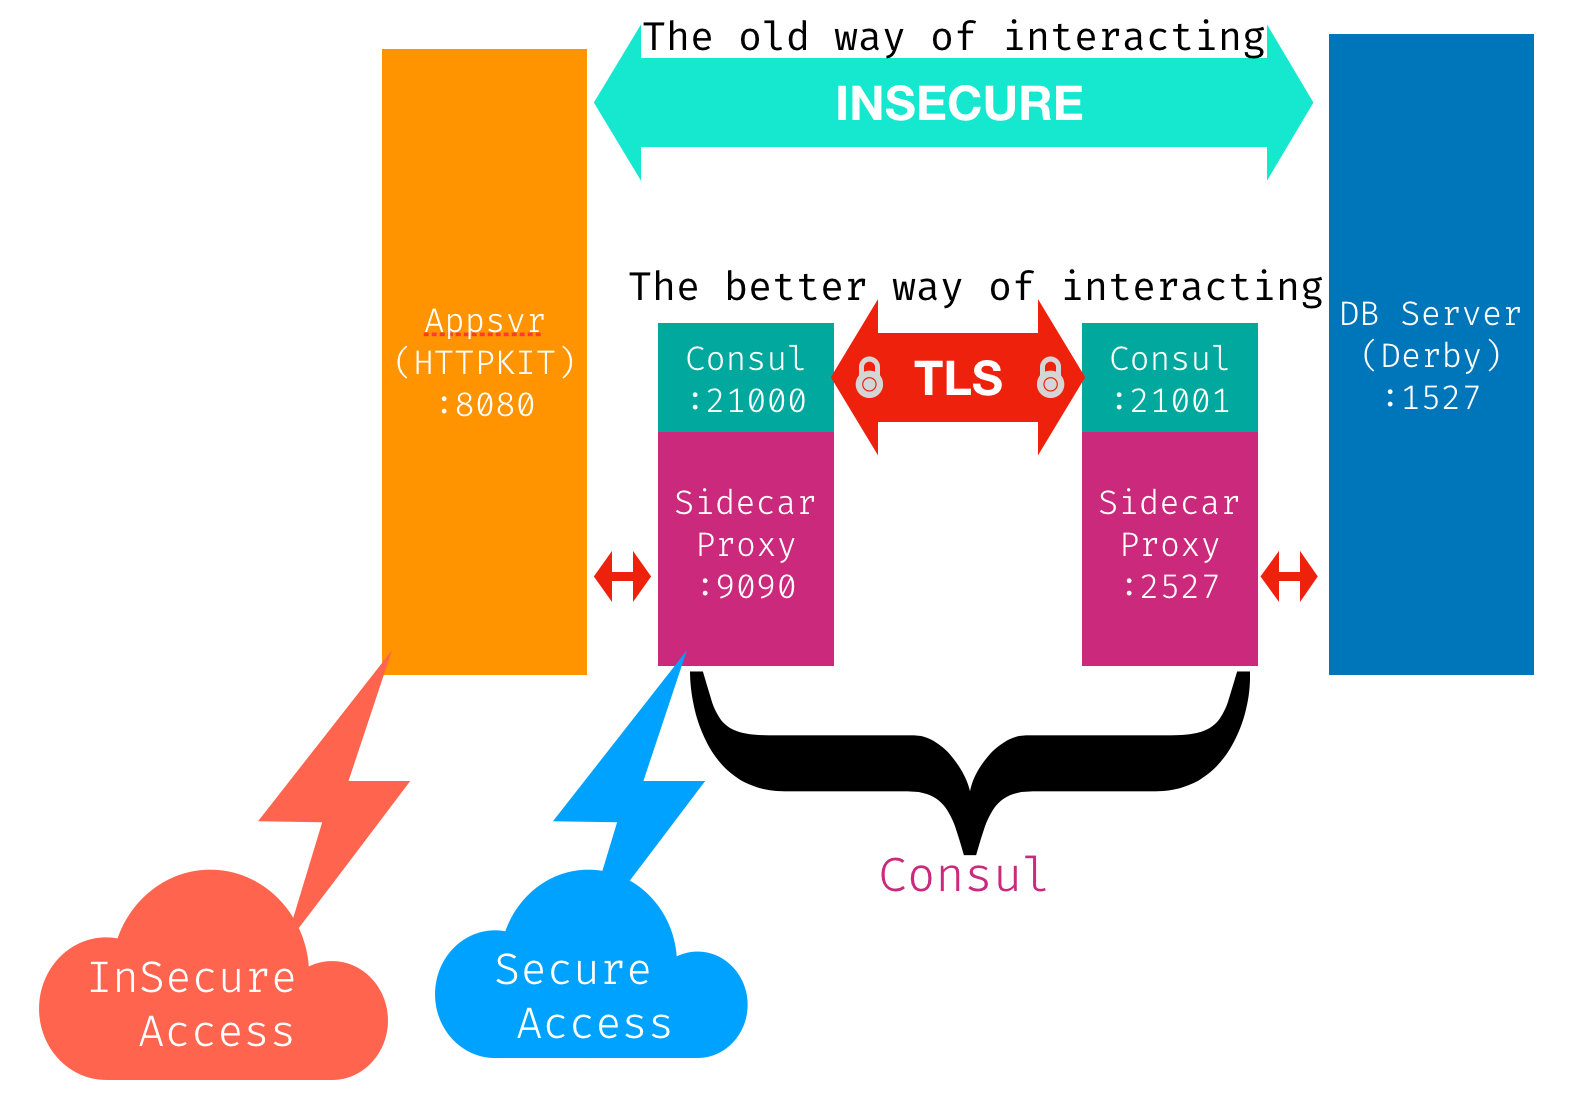 The old way of interacting
INSECURE
The better way of interacting
Appsvr
(HTTPKIT)
:8080
Consul
:21000
TLS
Consul
:21001
DB Server
(Derby)
:1527
Sidecar
Proxy
:9090
Sidecar
Proxy
:2527
Consul
InSecure
Access
Secure
Access